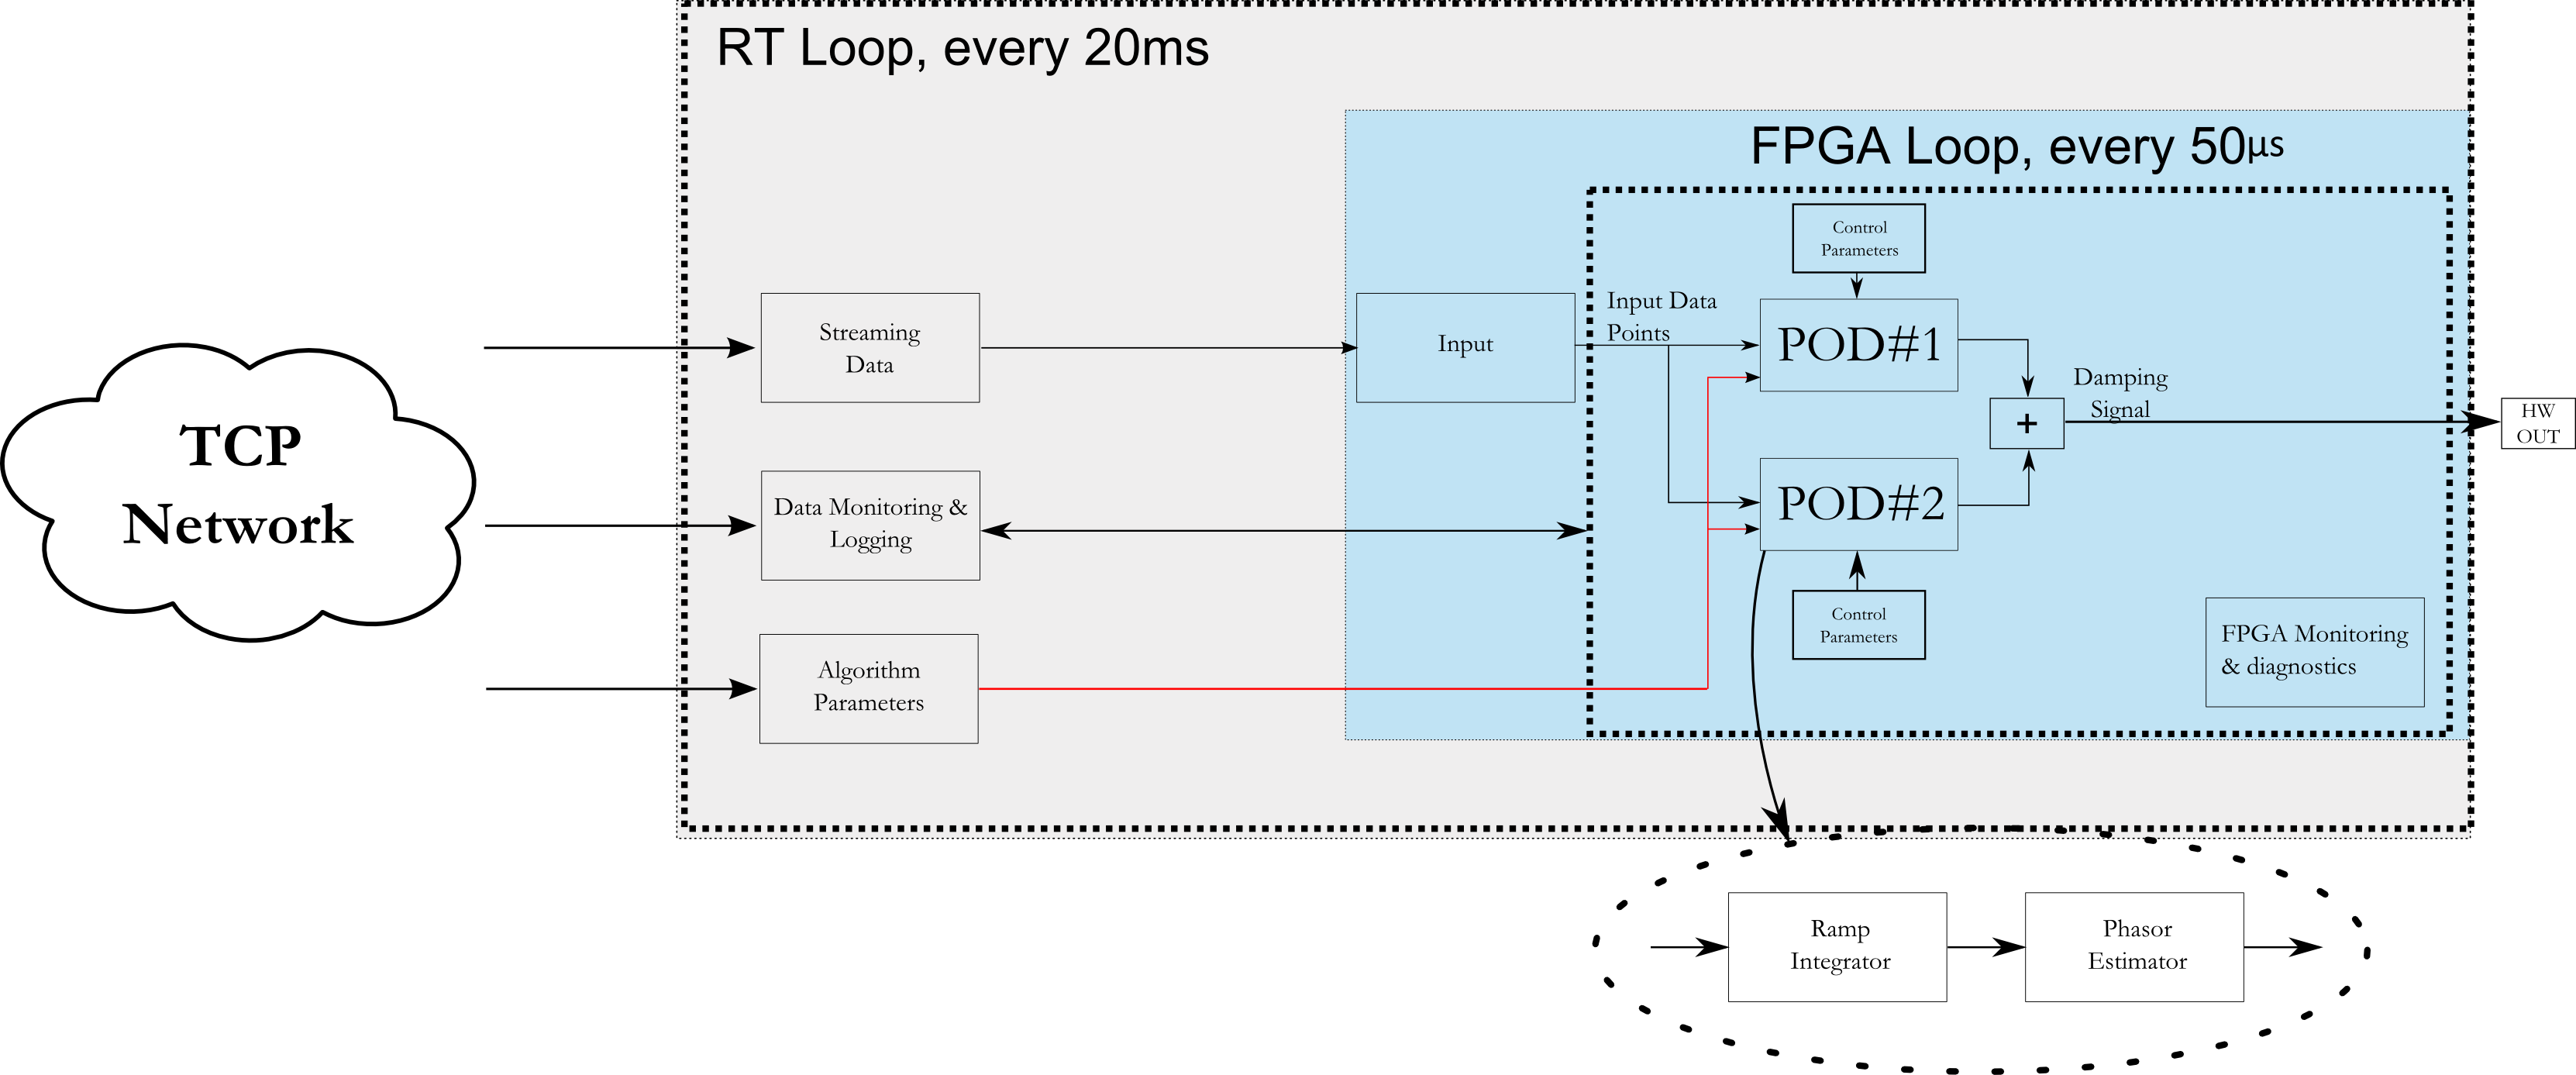 RT Loop, every 20ms
FPGA Loop, every 50µs
Control
Parameters
Streaming
Data
Input
Input Data
Points
POD#1
Damping
Signal
+
HW
OUT
TCP
Network
Data Monitoring &
Logging
POD#2
Control
Parameters
FPGA Monitoring
& diagnostics
Algorithm
Parameters
Ramp
Integrator
Phasor
Estimator